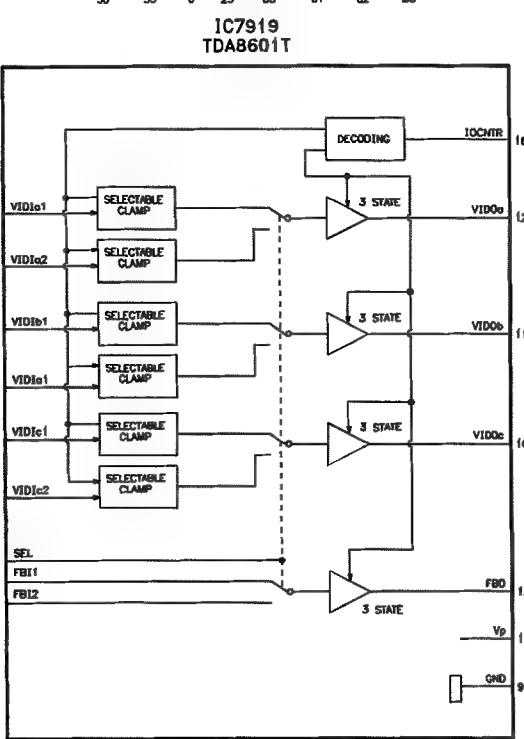 IC7919
TDA8601T
DECODING
IOCNTR
3 STATE
VIDIa1
SELECTABLE
CLAMP
VIDOa
VIDIa2
SELECTABLE
CLAMP
VIDIb1
SELECTABLE
CLAMP
3 STATE
VIDOb
VIDIa1
SELECTABLE
CLAMP
VIDIc1
SELECTABLE
CLAMP
3 STATE
VIDOc
VIDIc2
SELECTABLE
CLAMP
SEL
FBI1
FBI2
FBO
3 STATE
Vp
GND
9